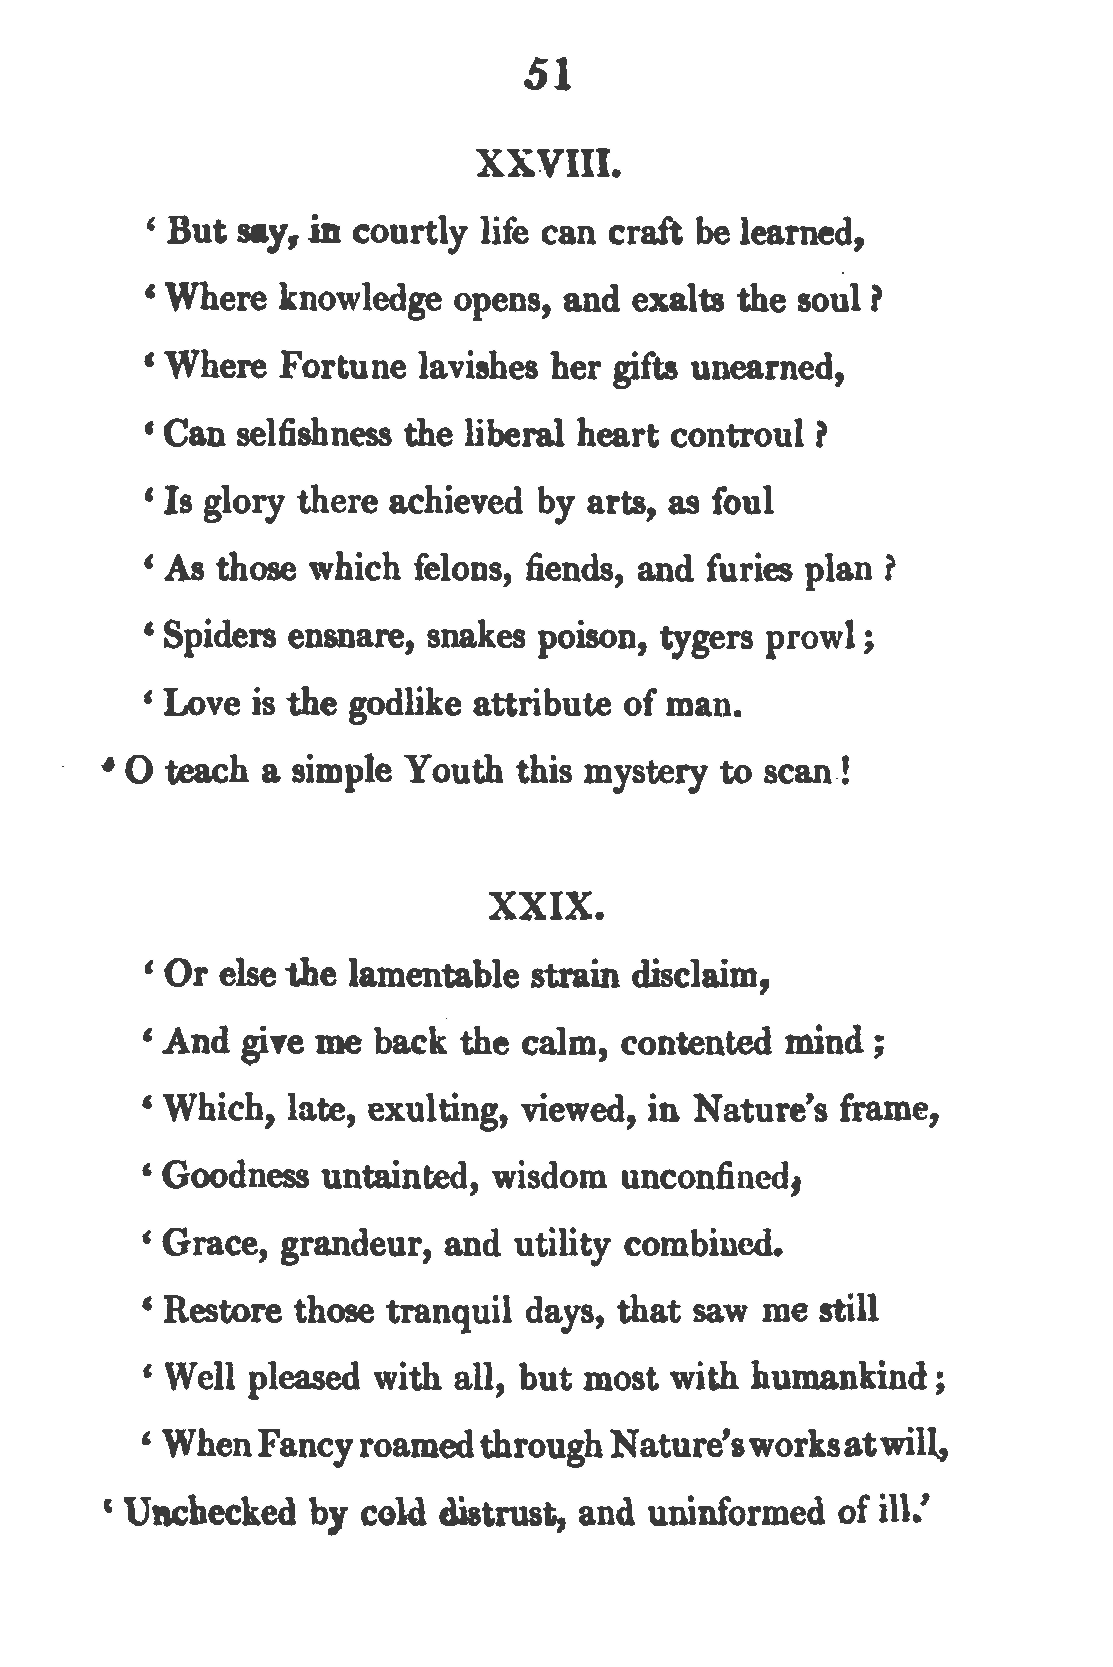 51
XXVIII.
‘ But say, in courtly life can craft be learned,
‘ Where knowledge opens, and exalts the soul ?
‘ Where Fortune lavishes her gifts unearned,
‘ Can selfishness the liberal heart controul ?
‘ Is glory there achieved by arts, as foul
‘ As those which felons, fiends, and furies plan ?
‘ Spiders ensnare, snakes poison, tygers prowl ;
‘ Love is the godlike attribute of man.
‘ O teach a simple Youth this mystery to scan !
XXIX.
‘ Or else the lamentable strain disclaim,
‘ And give me back the calm, contented mind ;
‘ Which, late, exulting, viewed, in Nature’s frame,
‘ Goodness untainted, wisdom unconfined,
‘ Grace, grandeur, and utility combined.
‘ Restore those tranquil days, that saw me still
‘ Well pleased with all, but most with humankind ;
‘ When Fancy roamed through Nature’s works at will,
‘ Unchecked by cold distrust, and uninformed of ill.’